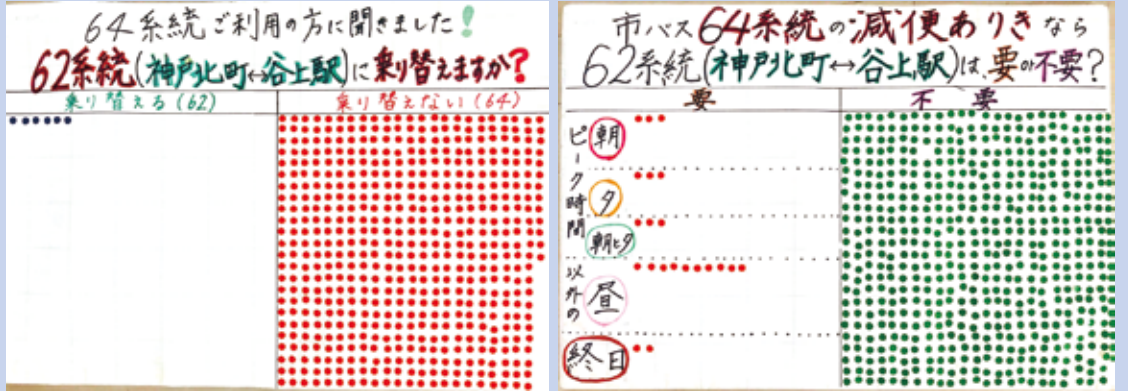 64系統ご利用の方に聞きました!
62系統(神戸北町↔谷上駅)に乗り替えますか?
乗り替える(62)
乗り替えない(64)
市バス64系統の減便ありきなら
62系統(神戸北町↔谷上駅)は、要か不要?
要
不要
ピーク時間
朝
夕
朝と夕
以外の
昼
終日